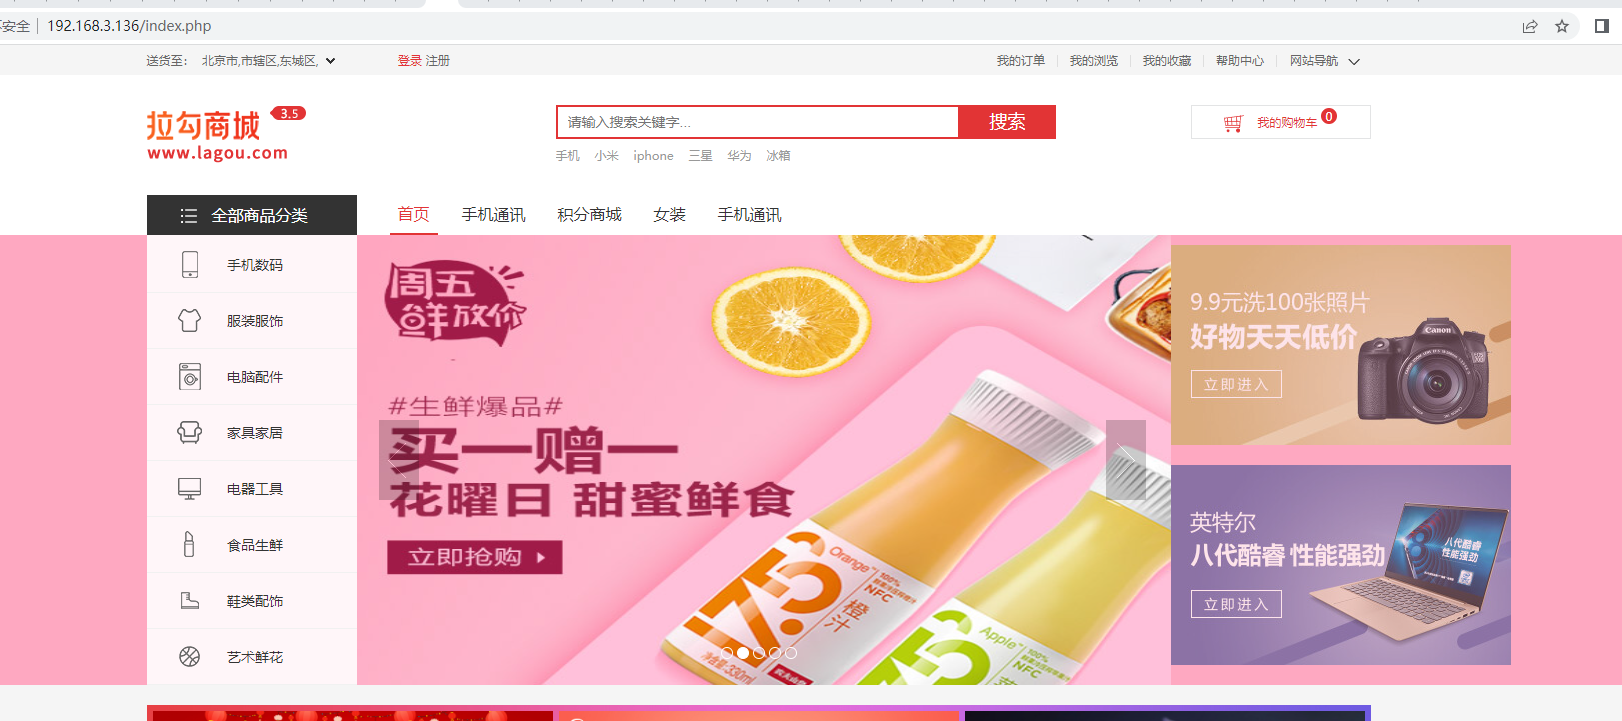 安全 | 192.168.3.136/index.php
送货至： 北京市,市辖区,东城区, 登录 注册 我的订单 我的浏览 我的收藏 帮助中心 网站导航
拉勾商城 3.5
www.lagou.com
请输入搜索关键字... 搜索
手机 小米 iphone 三星 华为 冰箱
我的购物车 0
全部商品分类 首页 手机通讯 积分商城 女装 手机通讯
手机数码
服装服饰
电脑配件
家具家居
电器工具
食品生鲜
鞋类配饰
艺术鲜花
周五
鲜放价
#生鲜爆品#
买一赠一
花曜日 甜蜜鲜食
立即抢购
Orange
100%
NFC
橙汁
17.5°
净含量:330ml
Apple
100%
NFC
9.9元洗100张照片
好物天天低价
立即进入
Canon
英特尔
八代酷睿 性能强劲
立即进入
八代酷睿
性能强劲